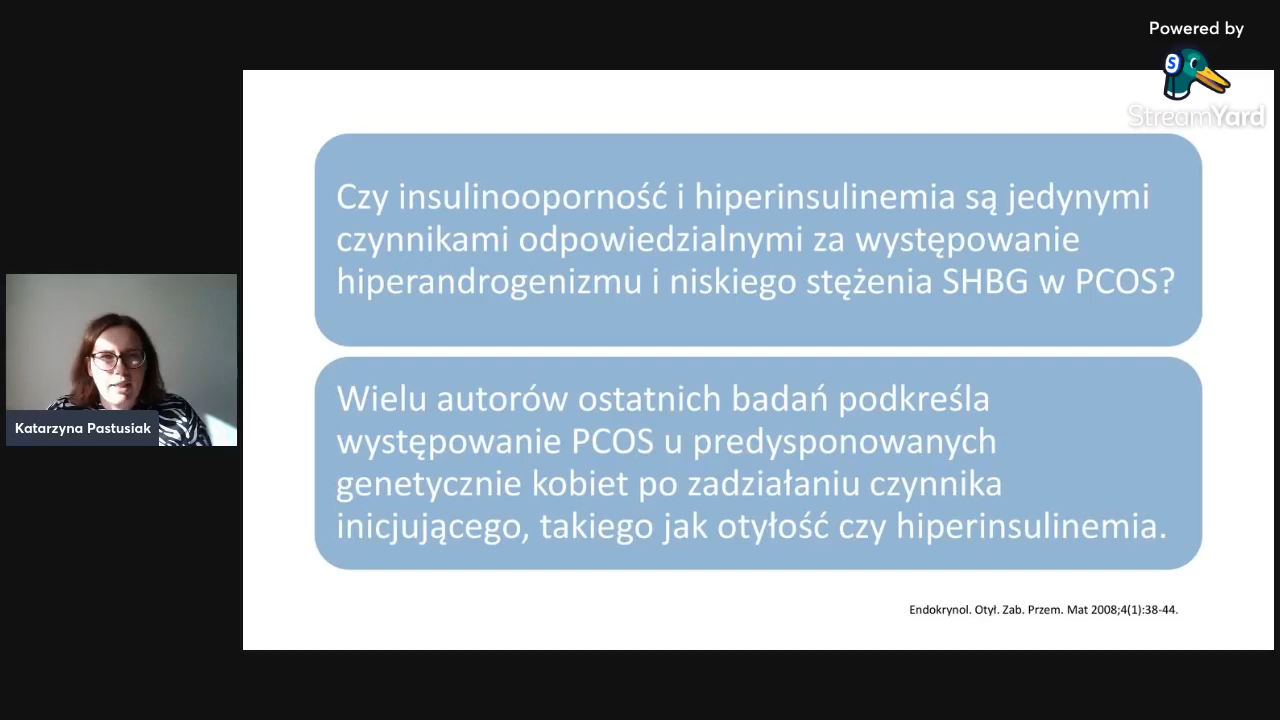 Powered by
StreamYard
Czy insulinooporność i hiperinsulinemia są jedynymi
czynnikami odpowiedzialnymi za występowanie
hiperandrogenizmu i niskiego stężenia SHBG w PCOS?
Wielu autorów ostatnich badań podkreśla
występowanie PCOS u predysponowanych
genetycznie kobiet po zadziałaniu czynnika
inicjującego, takiego jak otyłość czy hiperinsulinemia.
Katarzyna Pastusiak
Endokrynol. Otył. Zab. Przem. Mat 2008;4(1):38-44.